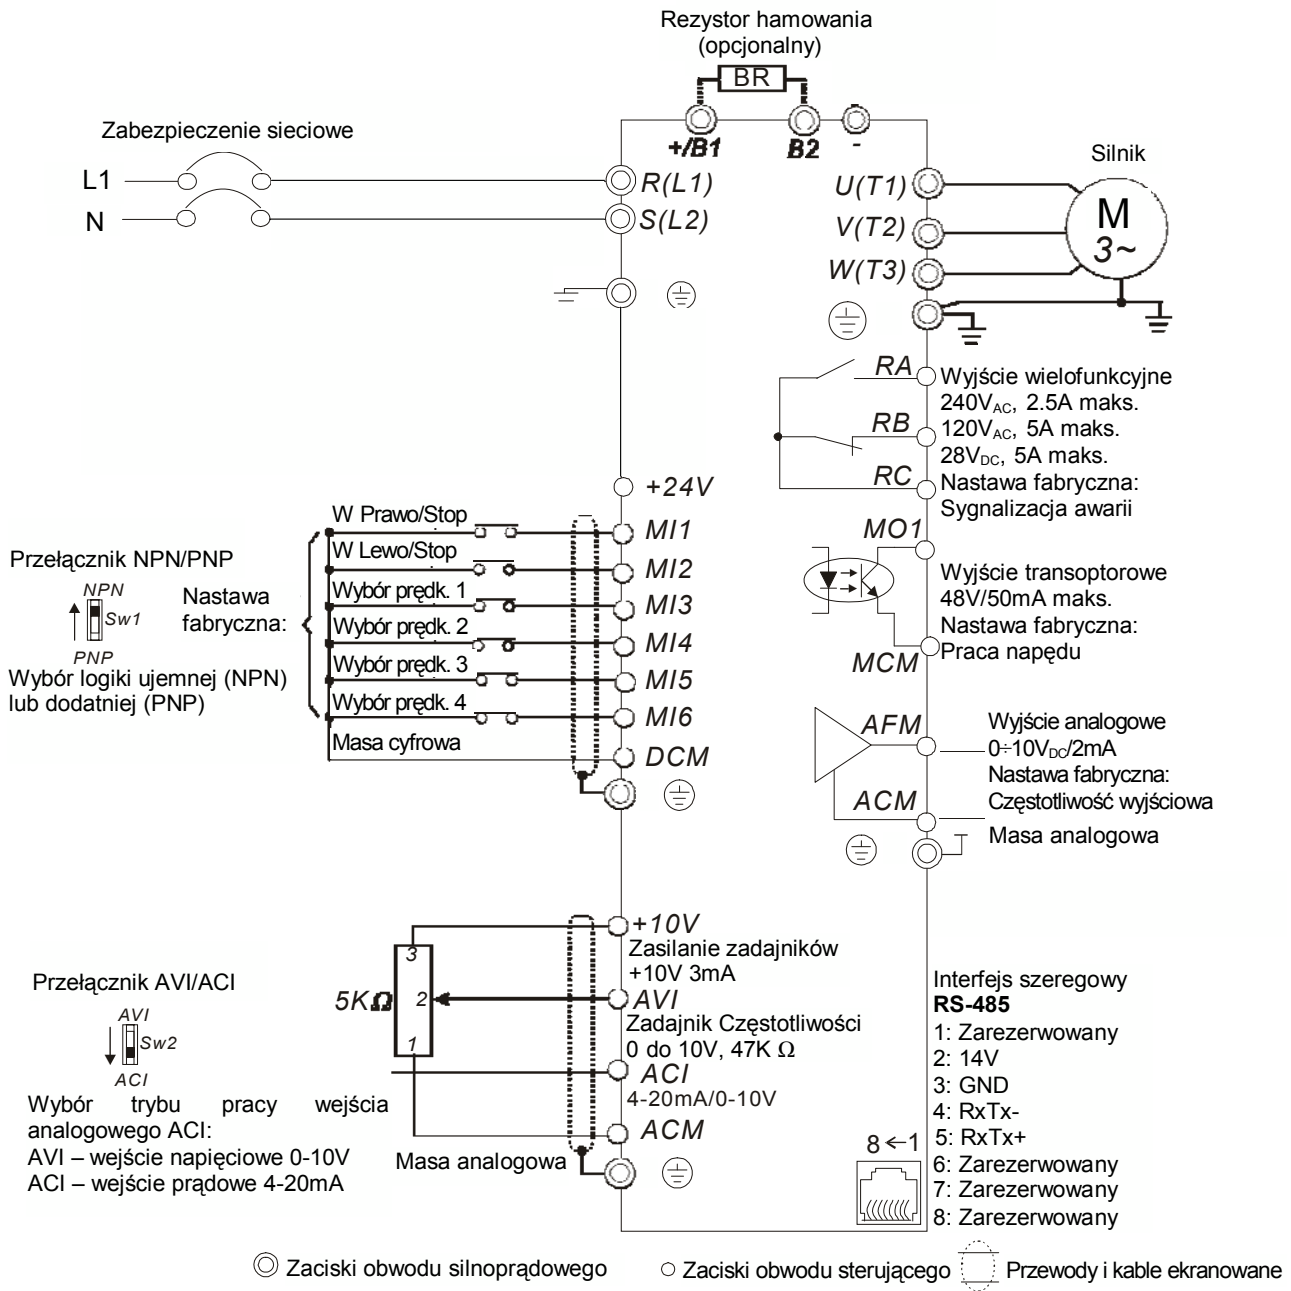 Rezystor hamowania
(opcjonalny)
BR
Zabezpieczenie sieciowe
+/B1
B2
-
Silnik
L1
R(L1)
U(T1)
N
S(L2)
V(T2)
M
3~
W(T3)
RA
Wyjście wielofunkcyjne
240VAC, 2.5A maks.
RB
120VAC, 5A maks.
28VDC, 5A maks.
RC
Nastawa fabryczna:
Sygnalizacja awarii
+24V
W Prawo/Stop
MI1
MO1
W Lewo/Stop
MI2
Przełącznik NPN/PNP
NPN
Sw1
PNP
Wybór logiki ujemnej (NPN)
lub dodatniej (PNP)
Nastawa
fabryczna:
Wybór prędk. 1
MI3
Wybór prędk. 2
MI4
Wybór prędk. 3
MI5
Wybór prędk. 4
MI6
Masa cyfrowa
DCM
Wyjście transoptorowe
48V/50mA maks.
Nastawa fabryczna:
Praca napędu
MCM
AFM
Wyjście analogowe
0÷10VDC/2mA
Nastawa fabryczna:
Częstotliwość wyjściowa
ACM
Masa analogowa
+10V
Zasilanie zadajników
+10V 3mA
3
5KΩ
2
1
AVI
Zadajnik Częstotliwości
0 do 10V, 47K Ω
ACI
4-20mA/0-10V
ACM
Masa analogowa
Przełącznik AVI/ACI
AVI
Sw2
ACI
Wybór trybu pracy wejścia
analogowego ACI:
AVI – wejście napięciowe 0-10V
ACI – wejście prądowe 4-20mA
Interfejs szeregowy
RS-485
1: Zarezerwowany
2: 14V
3: GND
4: RxTx-
5: RxTx+
6: Zarezerwowany
7: Zarezerwowany
8: Zarezerwowany
8←1
Zaciski obwodu silnoprądowego
Zaciski obwodu sterującego
Przewody i kable ekranowane